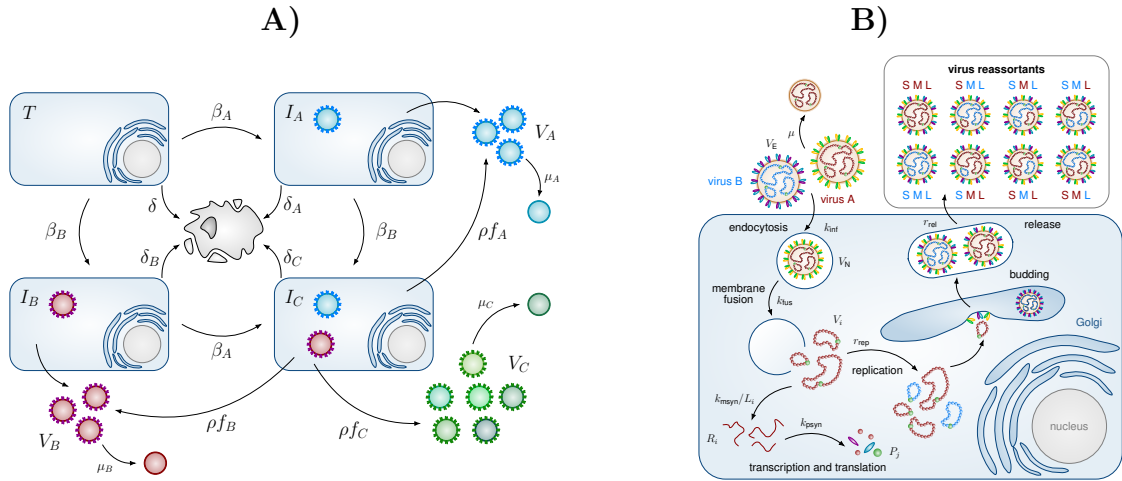 A)
T
β_A
I_A
V_A
μ_A
δ
δ_A
β_B
β_B
ρf_A
δ_B
δ_C
I_B
I_C
β_A
μ_C
V_C
V_B
ρf_B
ρf_C
μ_B
B)
virus reassortants
S M L S M L S M L S M L
S M L S M L S M L S M L
μ
V_E
virus B
virus A
endocytosis
k_inf
V_N
r_rel
release
membrane
fusion
k_fus
budding
Golgi
V_i
r_rep
replication
k_msyn/L_i
R_i
k_psyn
P_j
nucleus
transcription and translation